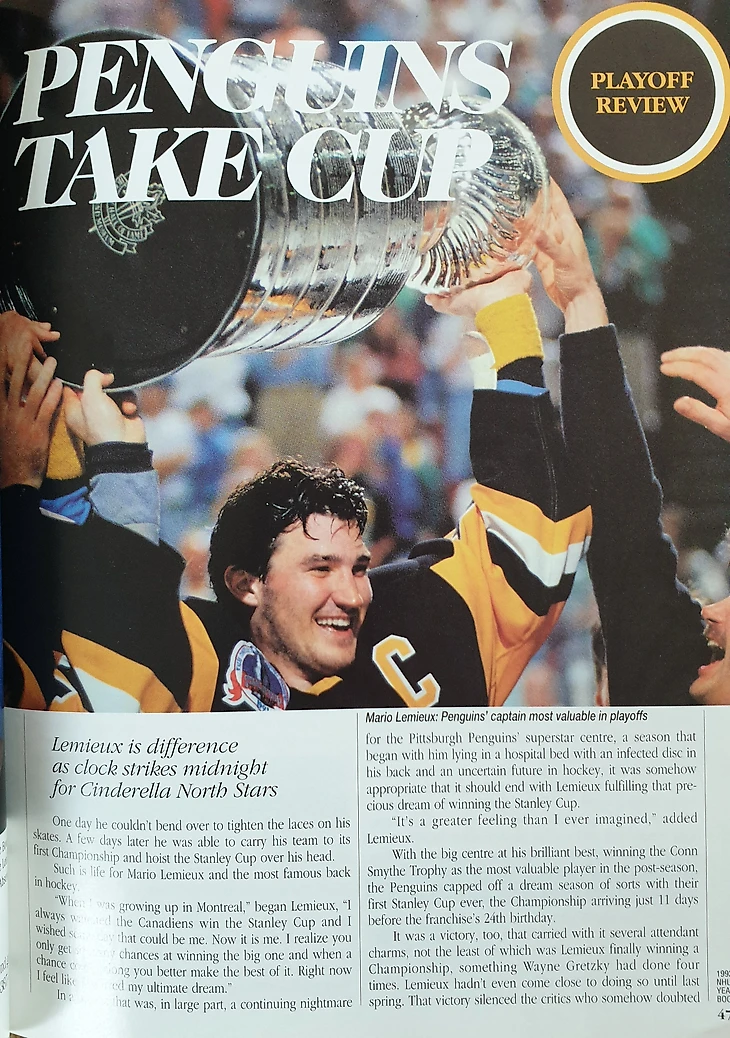 PENGUINS
TAKE CUP
PLAYOFF
REVIEW
C
Mario Lemieux: Penguins' captain most valuable in playoffs
Lemieux is difference
as clock strikes midnight
for Cinderella North Stars
One day he couldn't bend over to tighten the laces on his
skates. A few days later he was able to carry his team to its
first Championship and hoist the Stanley Cup over his head.
Such is life for Mario Lemieux and the most famous back
in hockey.
"When I was growing up in Montreal," began Lemieux, "I
always the Canadiens win the Stanley Cup and I
wished that could be me. Now it is me. I realize you
only get chances at winning the big one and when a
chance you better make the best of it. Right now
I feel my ultimate dream."
In that was, in large part, a continuing nightmare
for the Pittsburgh Penguins' superstar centre, a season that
began with him lying in a hospital bed with an infected disc in
his back and an uncertain future in hockey, it was somehow
appropriate that it should end with Lemieux fulfilling that pre-
cious dream of winning the Stanley Cup.
"It's a greater feeling than I ever imagined," added
Lemieux.
With the big centre at his brilliant best, winning the Conn
Smythe Trophy as the most valuable player in the post-season,
the Penguins capped off a dream season of sorts with their
first Stanley Cup ever, the Championship arriving just 11 days
before the franchise's 24th birthday.
It was a victory, too, that carried with it several attendant
charms, not the least of which was Lemieux finally winning a
Championship, something Wayne Gretzky had done four
times. Lemieux hadn't even come close to doing so until last
spring. That victory silenced the critics who somehow doubted
NHL
47